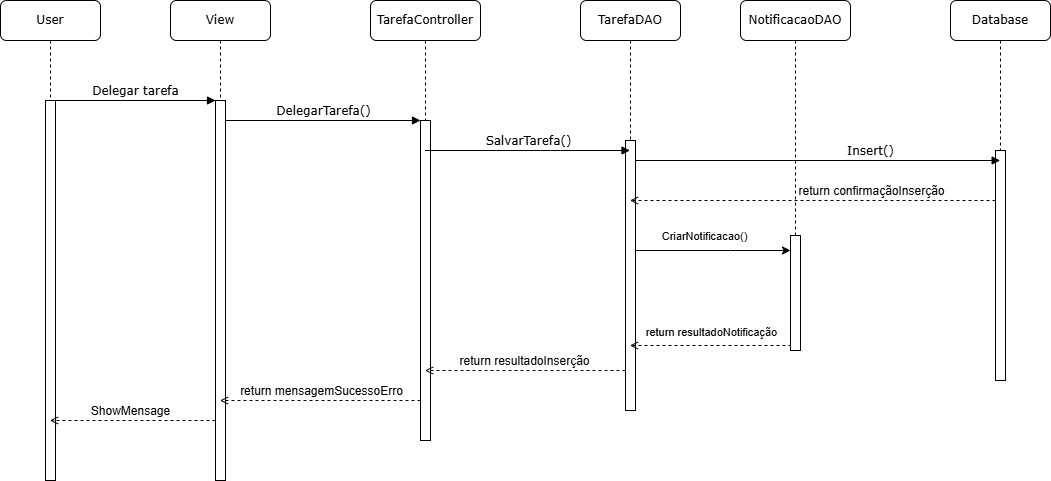 User
View
TarefaController
TarefaDAO
NotificacaoDAO
Database
Delegar tarefa
DelegarTarefa()
SalvarTarefa()
Insert()
return confirmaçãoInserção
CriarNotificacao()
return resultadoNotificação
return resultadoInserção
return mensagemSucessoErro
ShowMessage